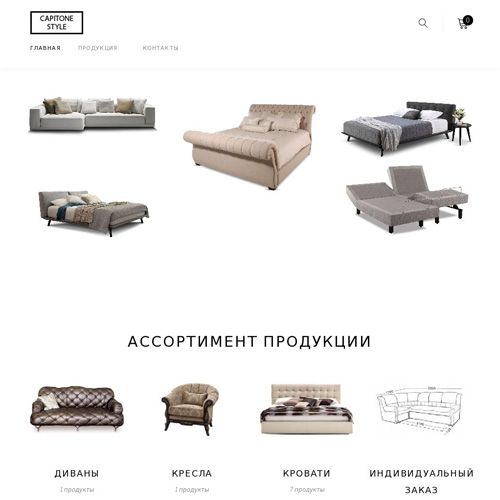 CAPITONE
STYLE
0
ГЛАВНАЯ ПРОДУКЦИЯ КОНТАКТЫ
АССОРТИМЕНТ ПРОДУКЦИИ
ДИВАНЫ КРЕСЛА КРОВАТИ ИНДИВИДУАЛЬНЫЙ
ЗАКАЗ
1 продукты 1 продукты 7 продукты